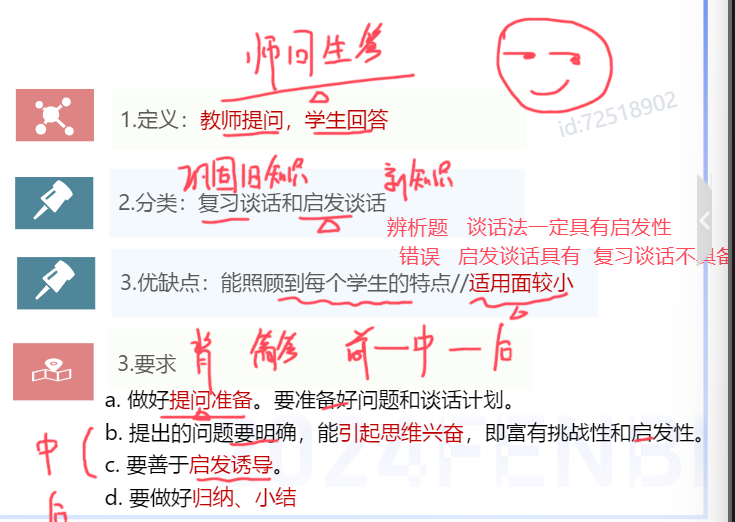 师问生答
id:72518902
1.定义：教师提问，学生回答
巩固旧知识 新知识
2.分类：复习谈话和启发谈话
辨析题 谈话法一定具有启发性
错误 启发谈话具有 复习谈话不具备
3.优缺点：能照顾到每个学生的特点//适用面较小
3.要求 背 简答 前一中一后
a. 做好提问准备。要准备好问题和谈话计划。
b. 提出的问题要明确，能引起思维兴奋，即富有挑战性和启发性。
中
c. 要善于启发诱导。
后
d. 要做好归纳、小结
2024FENBI